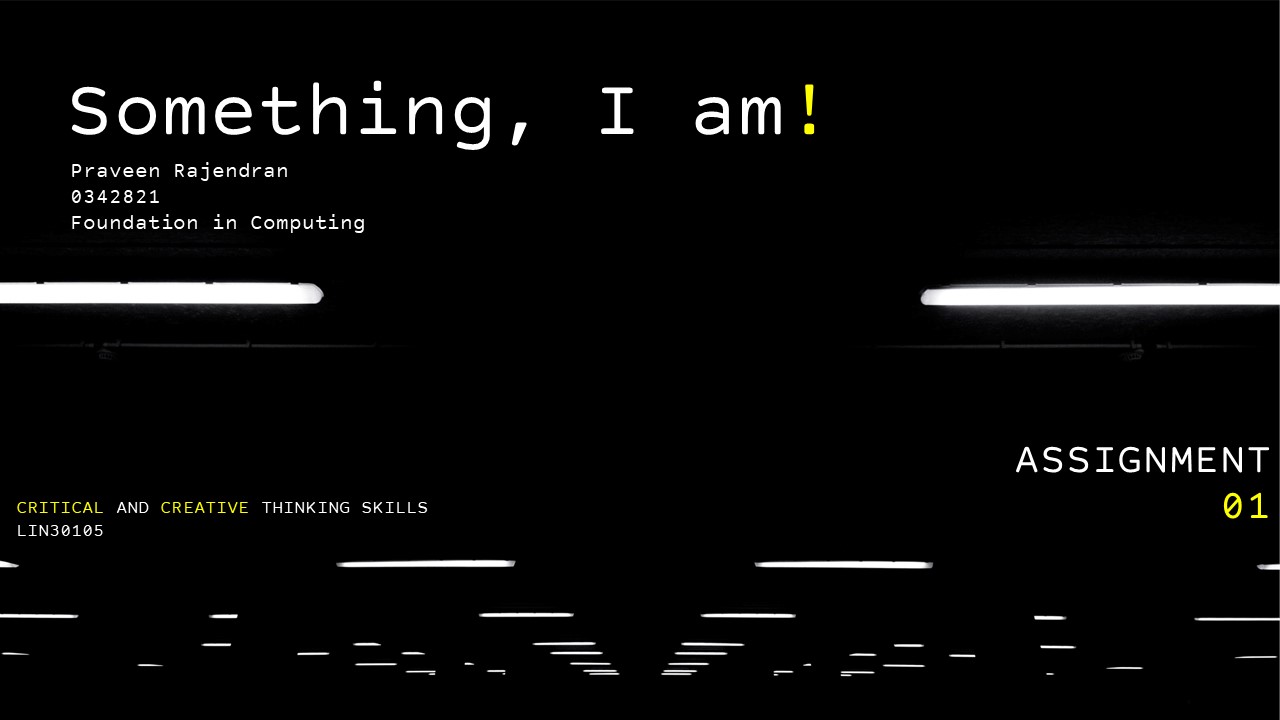 Something, I am!
Praveen Rajendran
0342821
Foundation in Computing
ASSIGNMENT
01
CRITICAL AND CREATIVE THINKING SKILLS
LIN30105